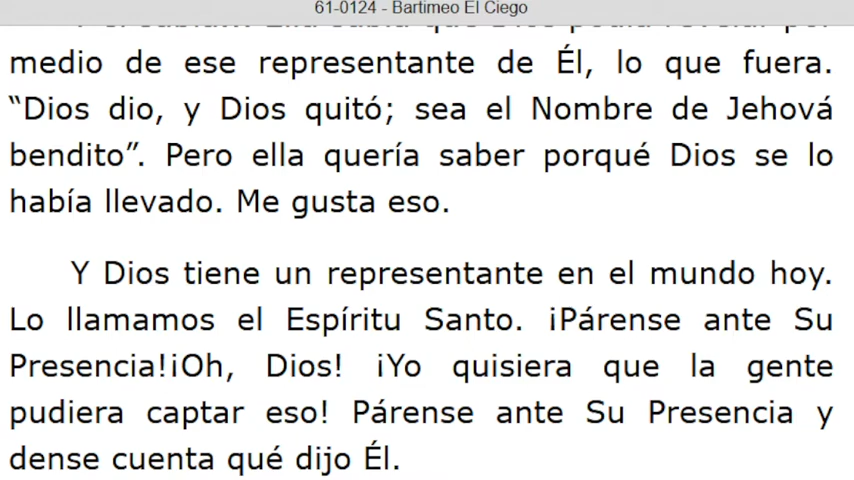 61-0124 - Bartimeo El Ciego
medio de ese representante de Él, lo que fuera.
“Dios dio, y Dios quitó; sea el Nombre de Jehová
bendito”. Pero ella quería saber porqué Dios se lo
había llevado. Me gusta eso.
Y Dios tiene un representante en el mundo hoy.
Lo llamamos el Espíritu Santo. ¡Párense ante Su
Presencia!¡Oh, Dios! ¡Yo quisiera que la gente
pudiera captar eso! Párense ante Su Presencia y
dense cuenta qué dijo Él.